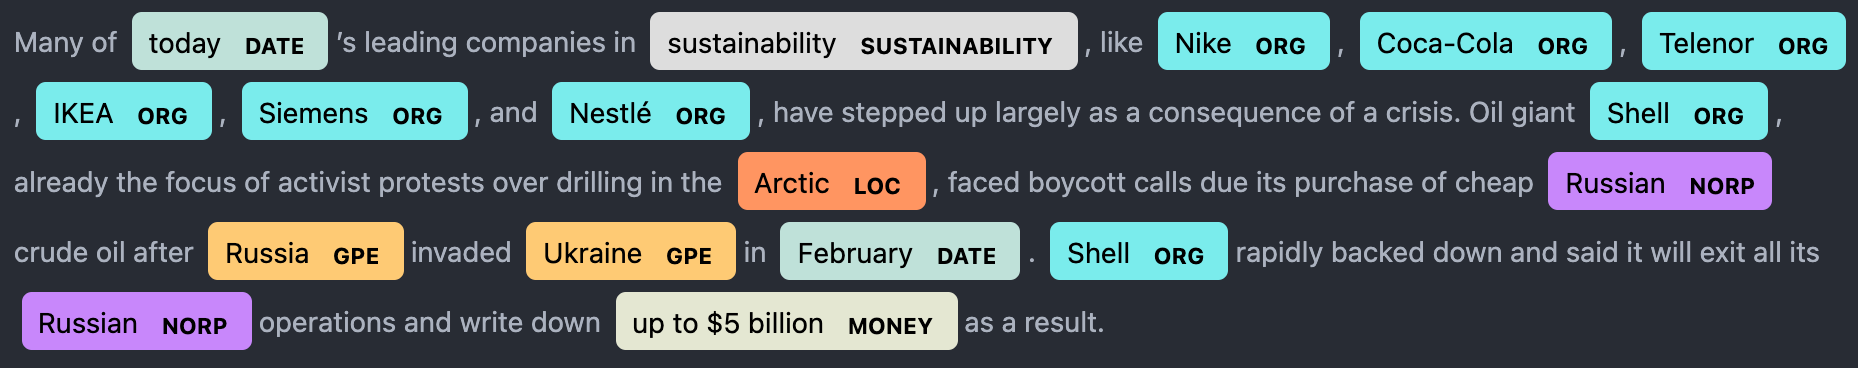 Many of today DATE ’s leading companies in sustainability SUSTAINABILITY , like Nike ORG , Coca-Cola ORG , Telenor ORG
, IKEA ORG , Siemens ORG , and Nestlé ORG , have stepped up largely as a consequence of a crisis. Oil giant Shell ORG ,
already the focus of activist protests over drilling in the Arctic LOC , faced boycott calls due its purchase of cheap Russian NORP
crude oil after Russia GPE invaded Ukraine GPE in February DATE . Shell ORG rapidly backed down and said it will exit all its
Russian NORP operations and write down up to $5 billion MONEY as a result.